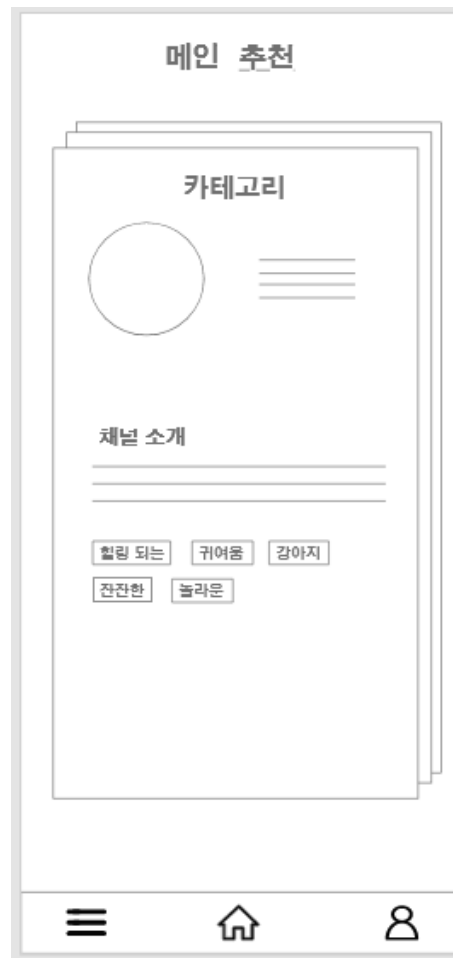 메인 추천
카테고리
채널 소개
힐링 되는 귀여움 강아지
잔잔한 놀라운